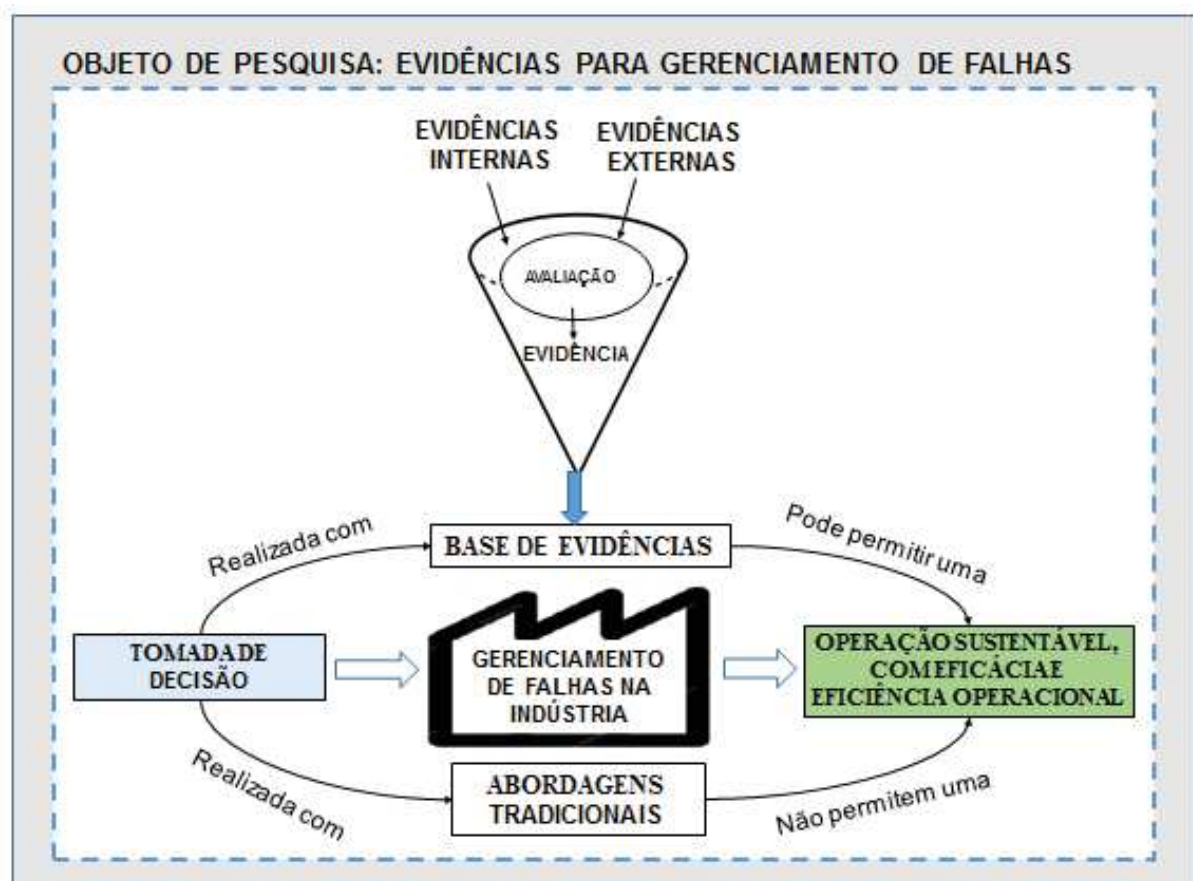 OBJETO DE PESQUISA: EVIDÊNCIAS PARA GERENCIAMENTO DE FALHAS
EVIDÊNCIAS
INTERNAS
EVIDÊNCIAS
EXTERNAS
AVALIAÇÃO
EVIDÊNCIA
Realizada com
BASE DE EVIDÊNCIAS
Pode permitir uma
TOMADA DE
DECISÃO
GERENCIAMENTO
DE FALHAS NA
INDÚSTRIA
OPERAÇÃO SUSTENTÁVEL,
COM EFICÁCIA E
EFICIÊNCIA OPERACIONAL
Realizada com
ABORDAGENS
TRADICIONAIS
Não permitem uma